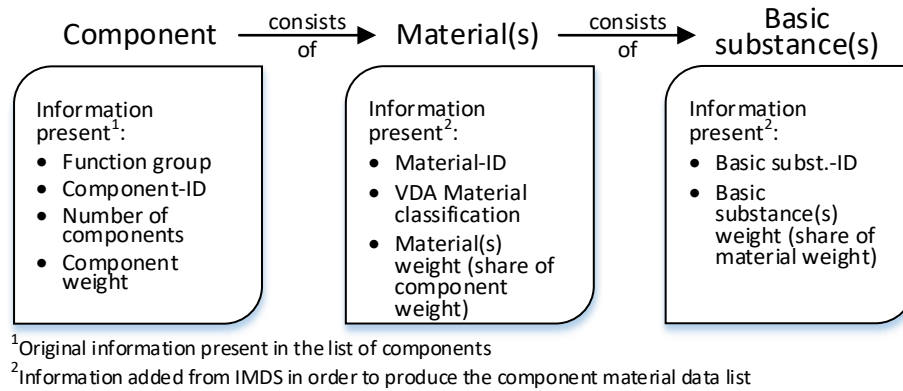 Component
consists
of
Material(s)
consists
of
Basic
substance(s)
Information
present¹:
• Function group
• Component-ID
• Number of
components
• Component
weight
Information
present²:
• Material-ID
• VDA Material
classification
• Material(s)
weight (share of
component
weight)
Information
present²:
• Basic subst.-ID
• Basic
substance(s)
weight (share of
material weight)
¹Original information present in the list of components
²Information added from IMDS in order to produce the component material data list